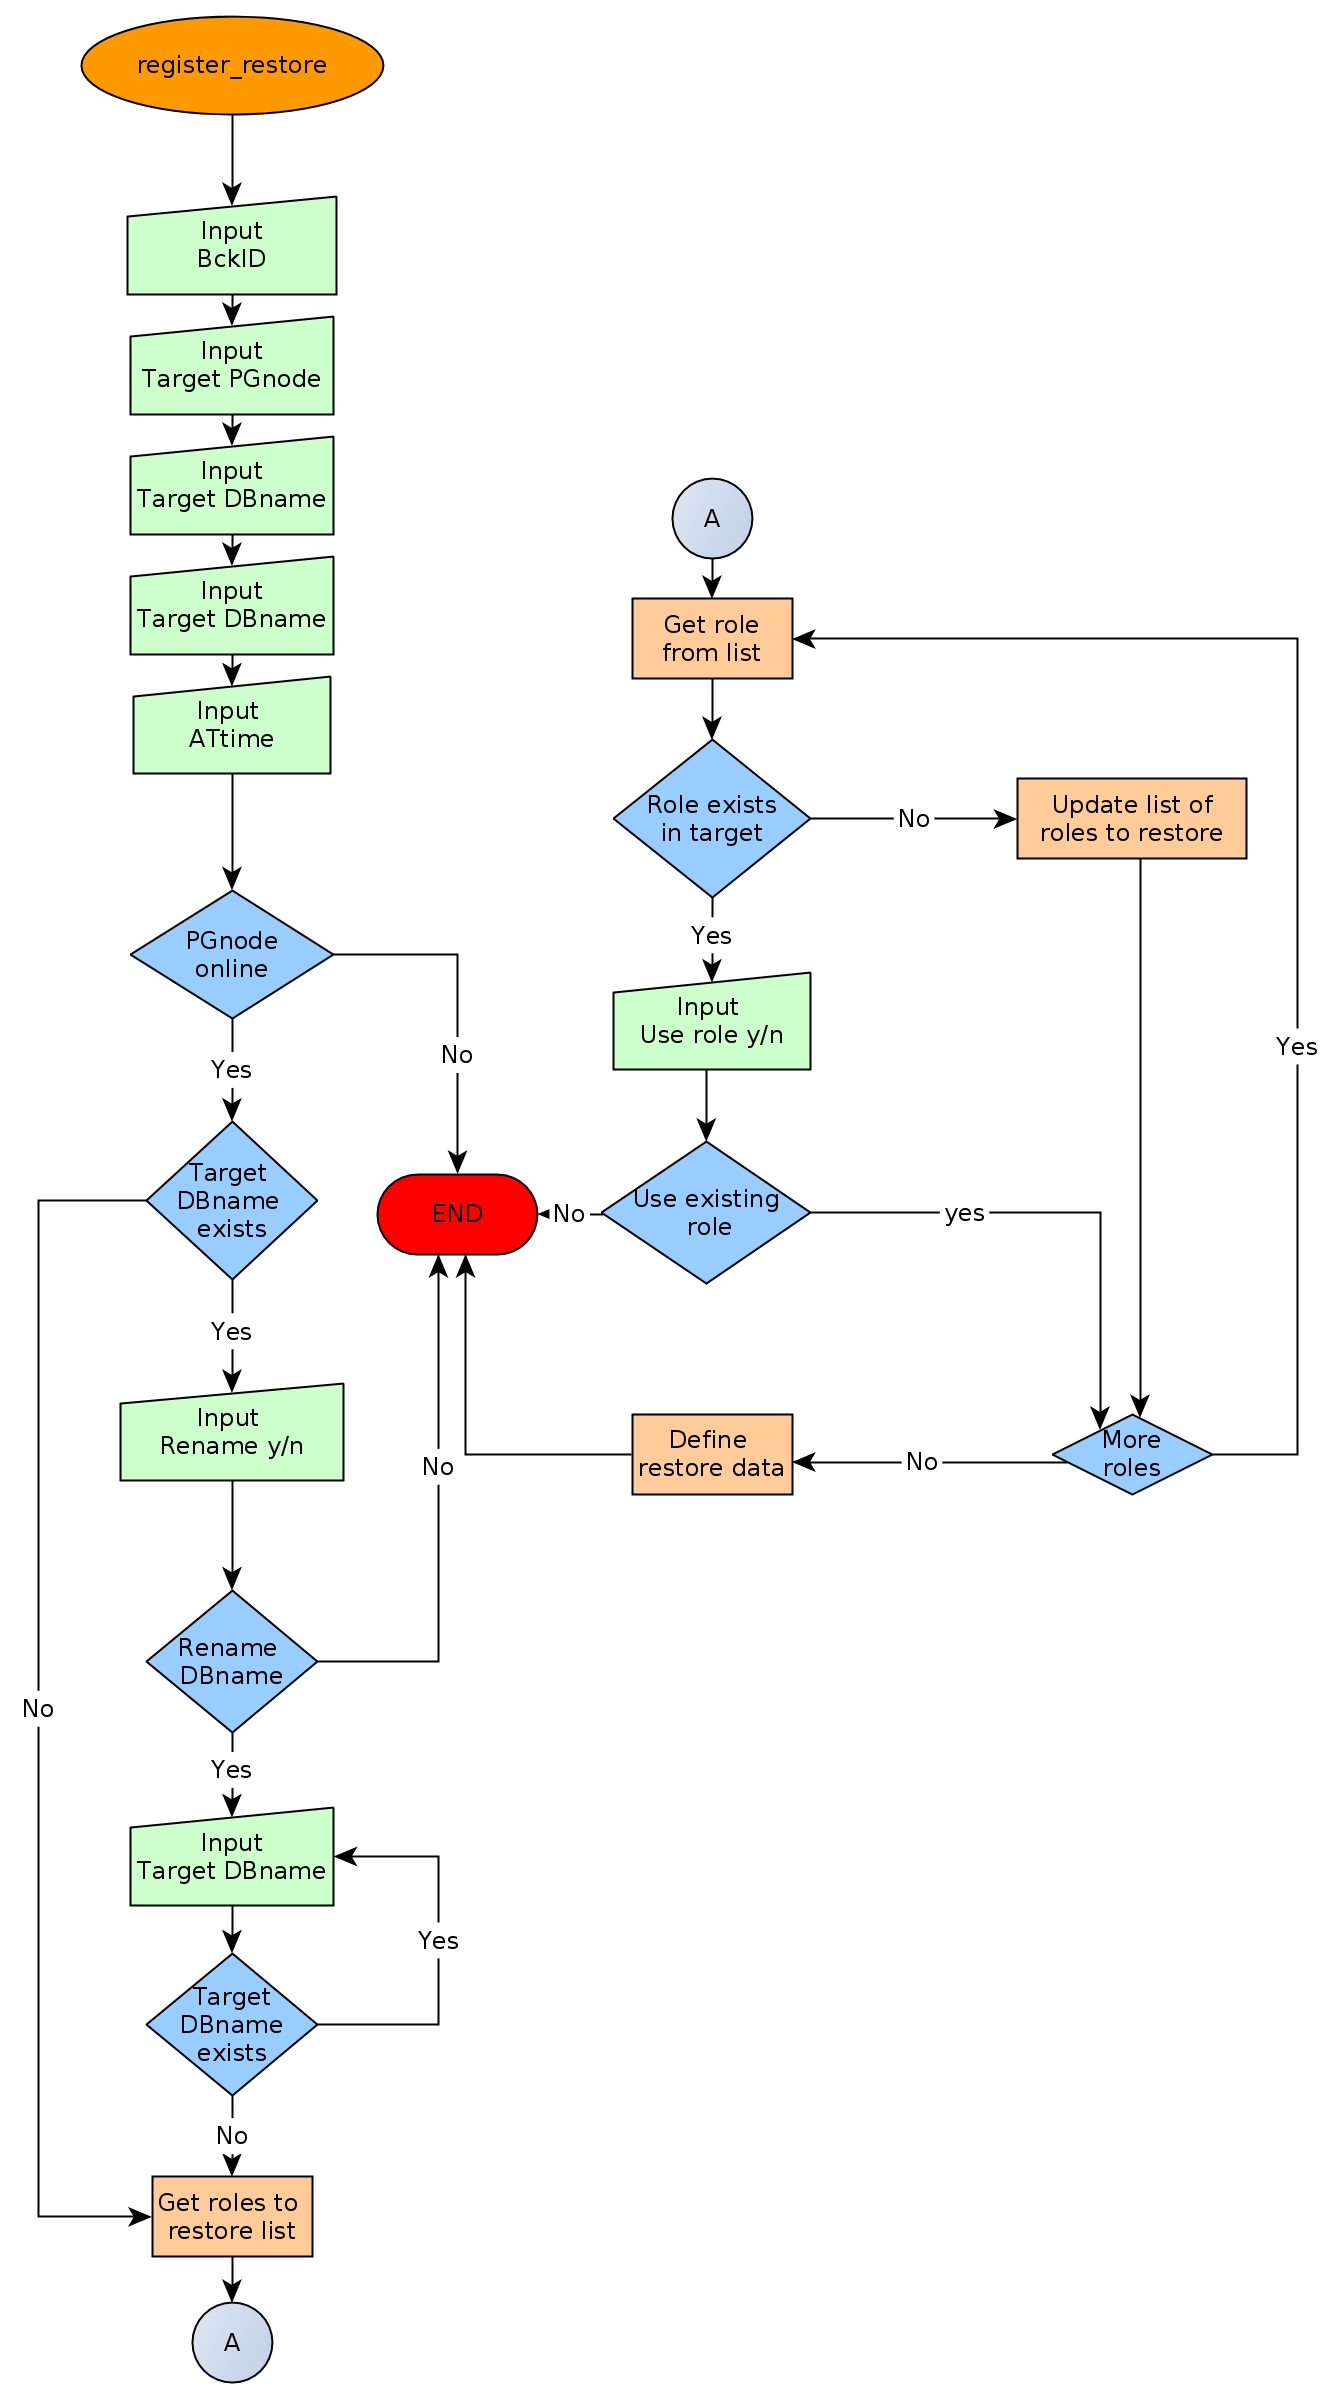 register_restore
Input
BckID
Input
Target PGnode
Input
Target DBname
Input
Target DBname
Input
ATtime
PGnode
online
No
Yes
Target
DBname
exists
Yes
Input
Rename y/n
No
Rename
DBname
No
Yes
Input
Target DBname
Yes
Target
DBname
exists
No
Get roles to
restore list
A
A
Get role
from list
Role exists
in target
No
Update list of
roles to restore
Yes
Input
Use role y/n
Yes
END
No
Use existing
role
yes
Define
restore data
No
More
roles